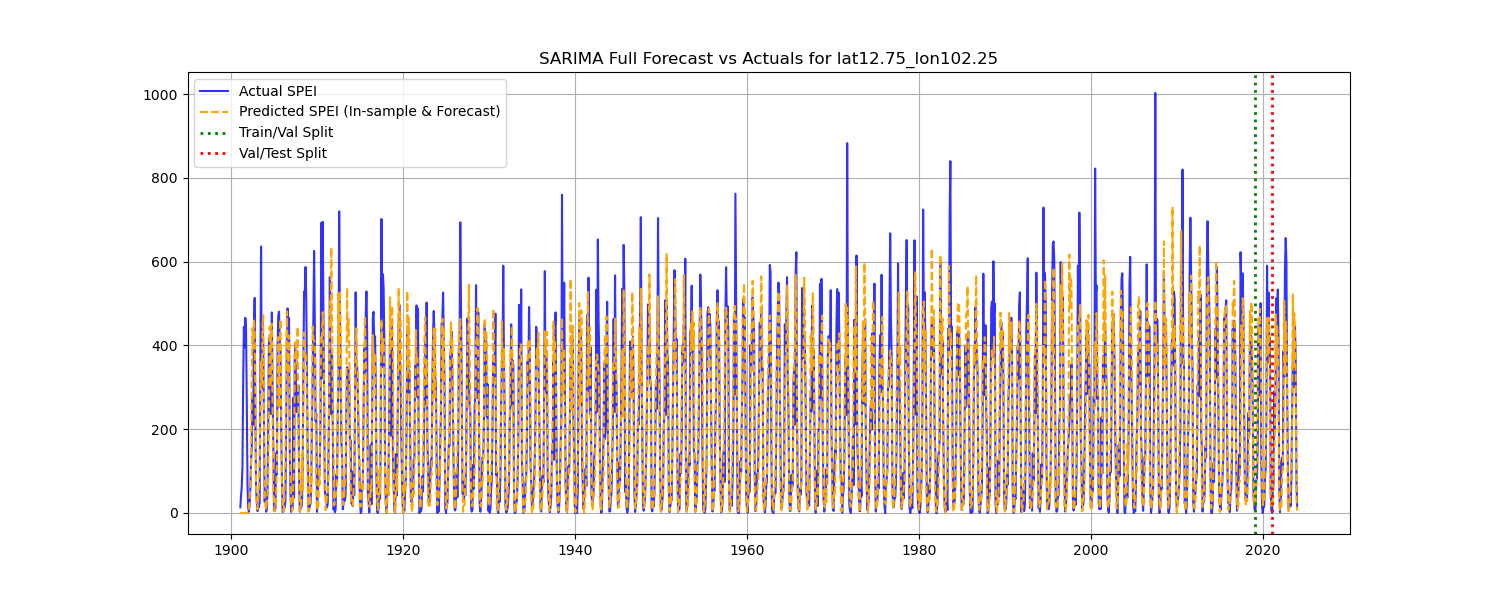 SARIMA Full Forecast vs Actuals for lat12.75_lon102.25
Actual SPEI
Predicted SPEI (In-sample & Forecast)
Train/Val Split
Val/Test Split
1000
800
600
400
200
0
1900 1920 1940 1960 1980 2000 2020